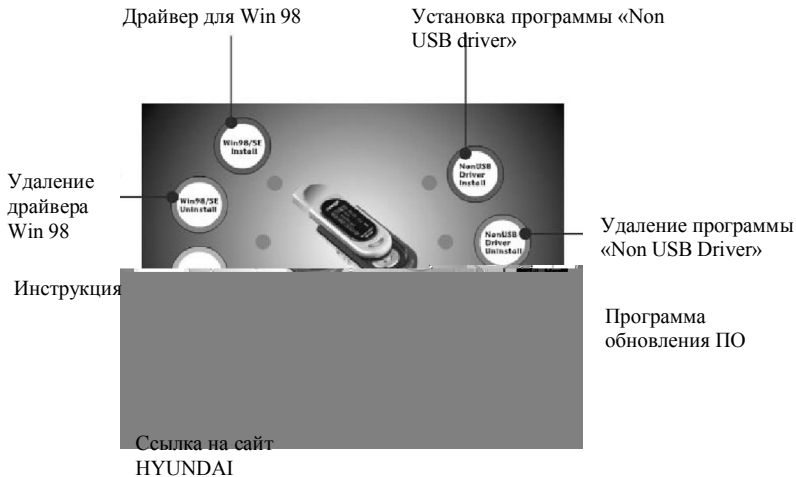 Драйвер для Win 98
Установка программы «Non
USB driver»
Win98/SE
Install
NonUSB
Driver
Install
Удаление
драйвера
Win 98
Win98/SE
Uninstall
NonUSB
Driver
Uninstall
Удаление программы
«Non USB Driver»
Инструкция
Программа
обновления ПО
Ссылка на сайт
HYUNDAI